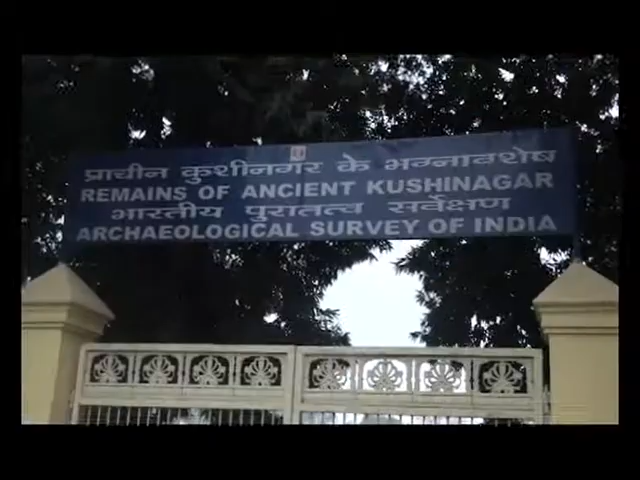 प्राचीन कुशीनगर के भग्नावशेष
REMAINS OF ANCIENT KUSHINAGAR
भारतीय पुरातत्व सर्वेक्षण
ARCHAEOLOGICAL SURVEY OF INDIA